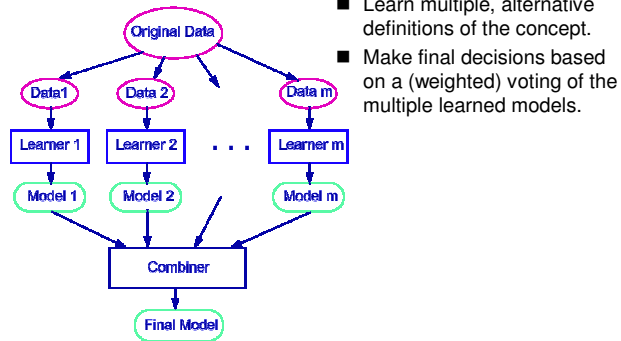 Original Data
Data1 Data 2 Data m
Learner 1 Learner 2 . . . Learner m
Model 1 Model 2 Model m
Combiner
Final Model
■ Learn multiple, alternative
definitions of the concept.
■ Make final decisions based
on a (weighted) voting of the
multiple learned models.